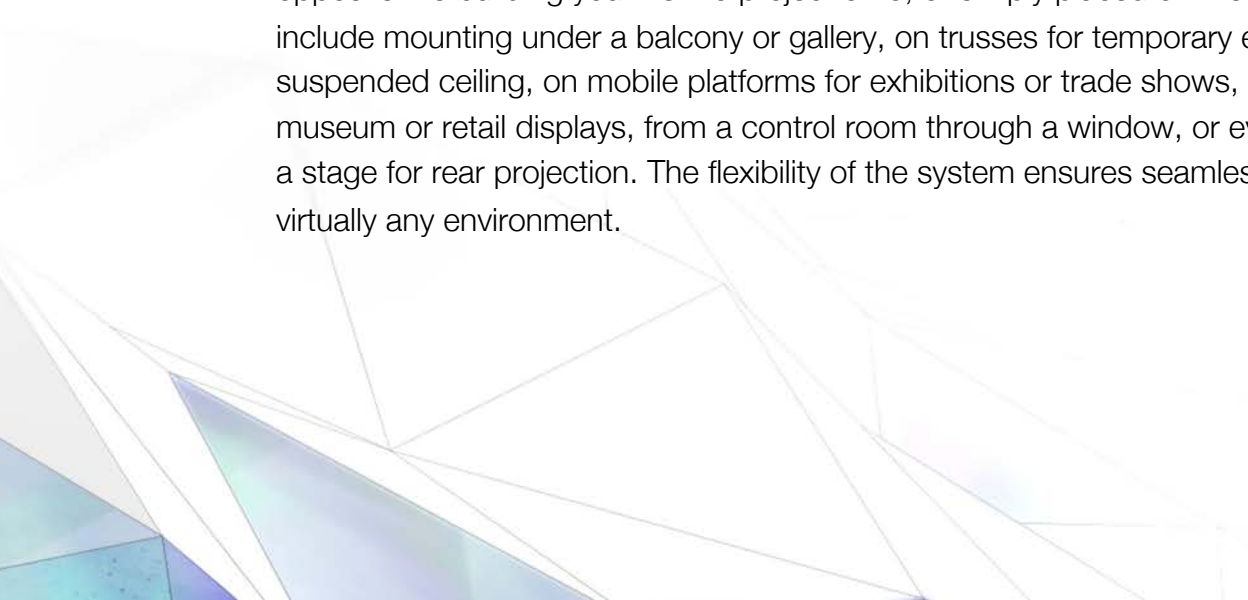 include mounting under a balcony or gallery, on trusses for temporary
suspended ceiling, on mobile platforms for exhibitions or trade shows,
museum or retail displays, from a control room through a window, or
a stage for rear projection. The flexibility of the system ensures
virtually any environment.